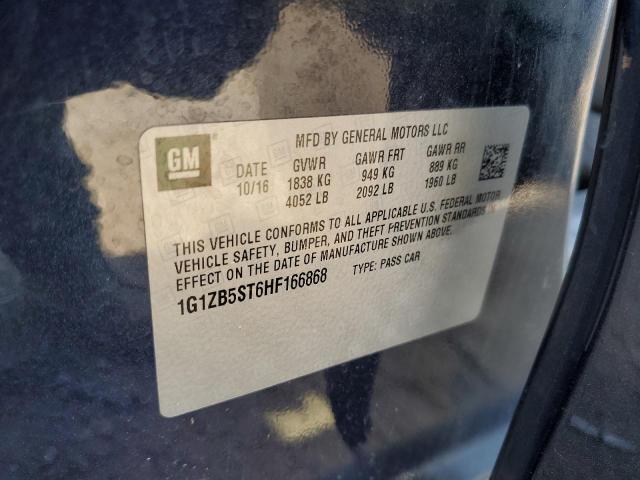 GM
MFD BY GENERAL MOTORS LLC
DATE GVWR GAWR FRT GAWR RR
10/16 1838 KG 949 KG 889 KG
4052 LB 2092 LB 1960 LB
THIS VEHICLE CONFORMS TO ALL APPLICABLE U.S. FEDERAL MOTOR
VEHICLE SAFETY, BUMPER, AND THEFT PREVENTION STANDARDS IN
EFFECT ON THE DATE OF MANUFACTURE SHOWN ABOVE.
1G1ZB5ST6HF166868 TYPE: PASS CAR